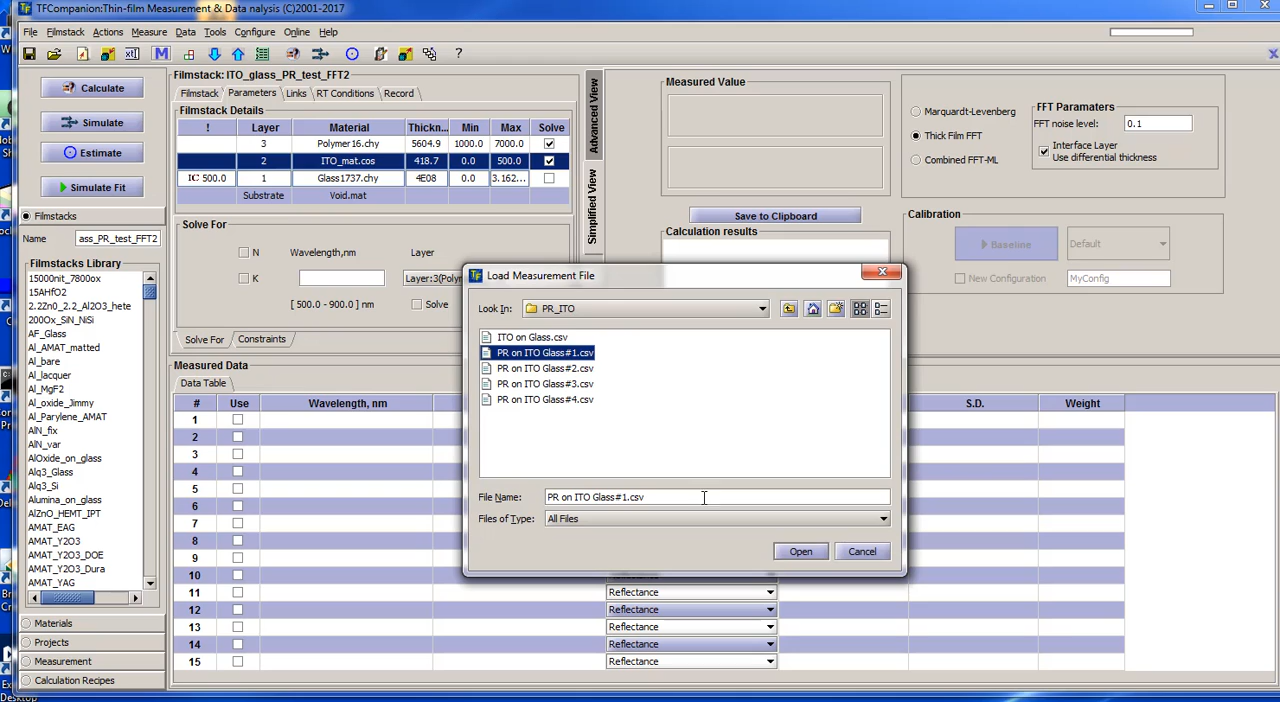 TFCompanion:Thin-film Measurement & Data nalysis (C)2001-2017
File Filmstack Actions Measure Data Tools Configure Online Help
M ?
Calculate
Simulate
Estimate
Simulate Fit
Filmstacks
Name ass_PR_test_FFT2
Filmstacks Library
15000nit_7800ox
15AHfO2
2.2Zn0_2.2_Al2O3_hete
200Ox_SiN_NiSi
AF_Glass
Al_AMAT_matted
Al_bare
Al_lacquer
Al_MgF2
Al_oxide_Jimmy
Al_Parylene_AMAT
AlN_fix
AlN_var
AlOxide_on_glass
Alq3_Glass
Alq3_Si
Alumina_on_glass
AlZnO_HEMT_IPT
AMAT_EAG
AMAT_Y2O3
AMAT_Y2O3_DOE
AMAT_Y2O3_Dura
AMAT_YAG
Materials
Projects
Measurement
Calculation Recipes
Desktop
Filmstack: ITO_glass_PR_test_FFT2
Filmstack Parameters Links RT Conditions Record
Filmstack Details
! Layer Material Thickn... Min Max Solve
3 Polymer16.chy 5604.9 1000.0 7000.0
2 ITO_mat.cos 418.7 0.0 500.0
IC 500.0 1 Glass1737.chy 4E08 0.0 3.162...
Substrate Void.mat
Solve For
N Wavelength,nm Layer
K Layer:3(Poly
[ 500.0 - 900.0 ] nm Solve
Solve For Constraints
Advanced View
Simplified View
Measured Value
Save to Clipboard
Calculation results
Marquardt-Levenberg
Thick Film FFT
Combined FFT-ML
FFT Paramaters
FFT noise level: 0.1
Interface Layer
Use differential thickness
Calibration
Baseline Default
New Configuration MyConfig
Measured Data
Data Table
# Use Wavelength, nm S.D. Weight
1
2
3
4
5
6
7
8
9
10
11 Reflectance
12 Reflectance
13 Reflectance
14 Reflectance
15 Reflectance
TF Load Measurement File
Look In: PR_ITO
ITO on Glass.csv
PR on ITO Glass#1.csv
PR on ITO Glass#2.csv
PR on ITO Glass#3.csv
PR on ITO Glass#4.csv
File Name: PR on ITO Glass#1.csv
Files of Type: All Files
Open Cancel